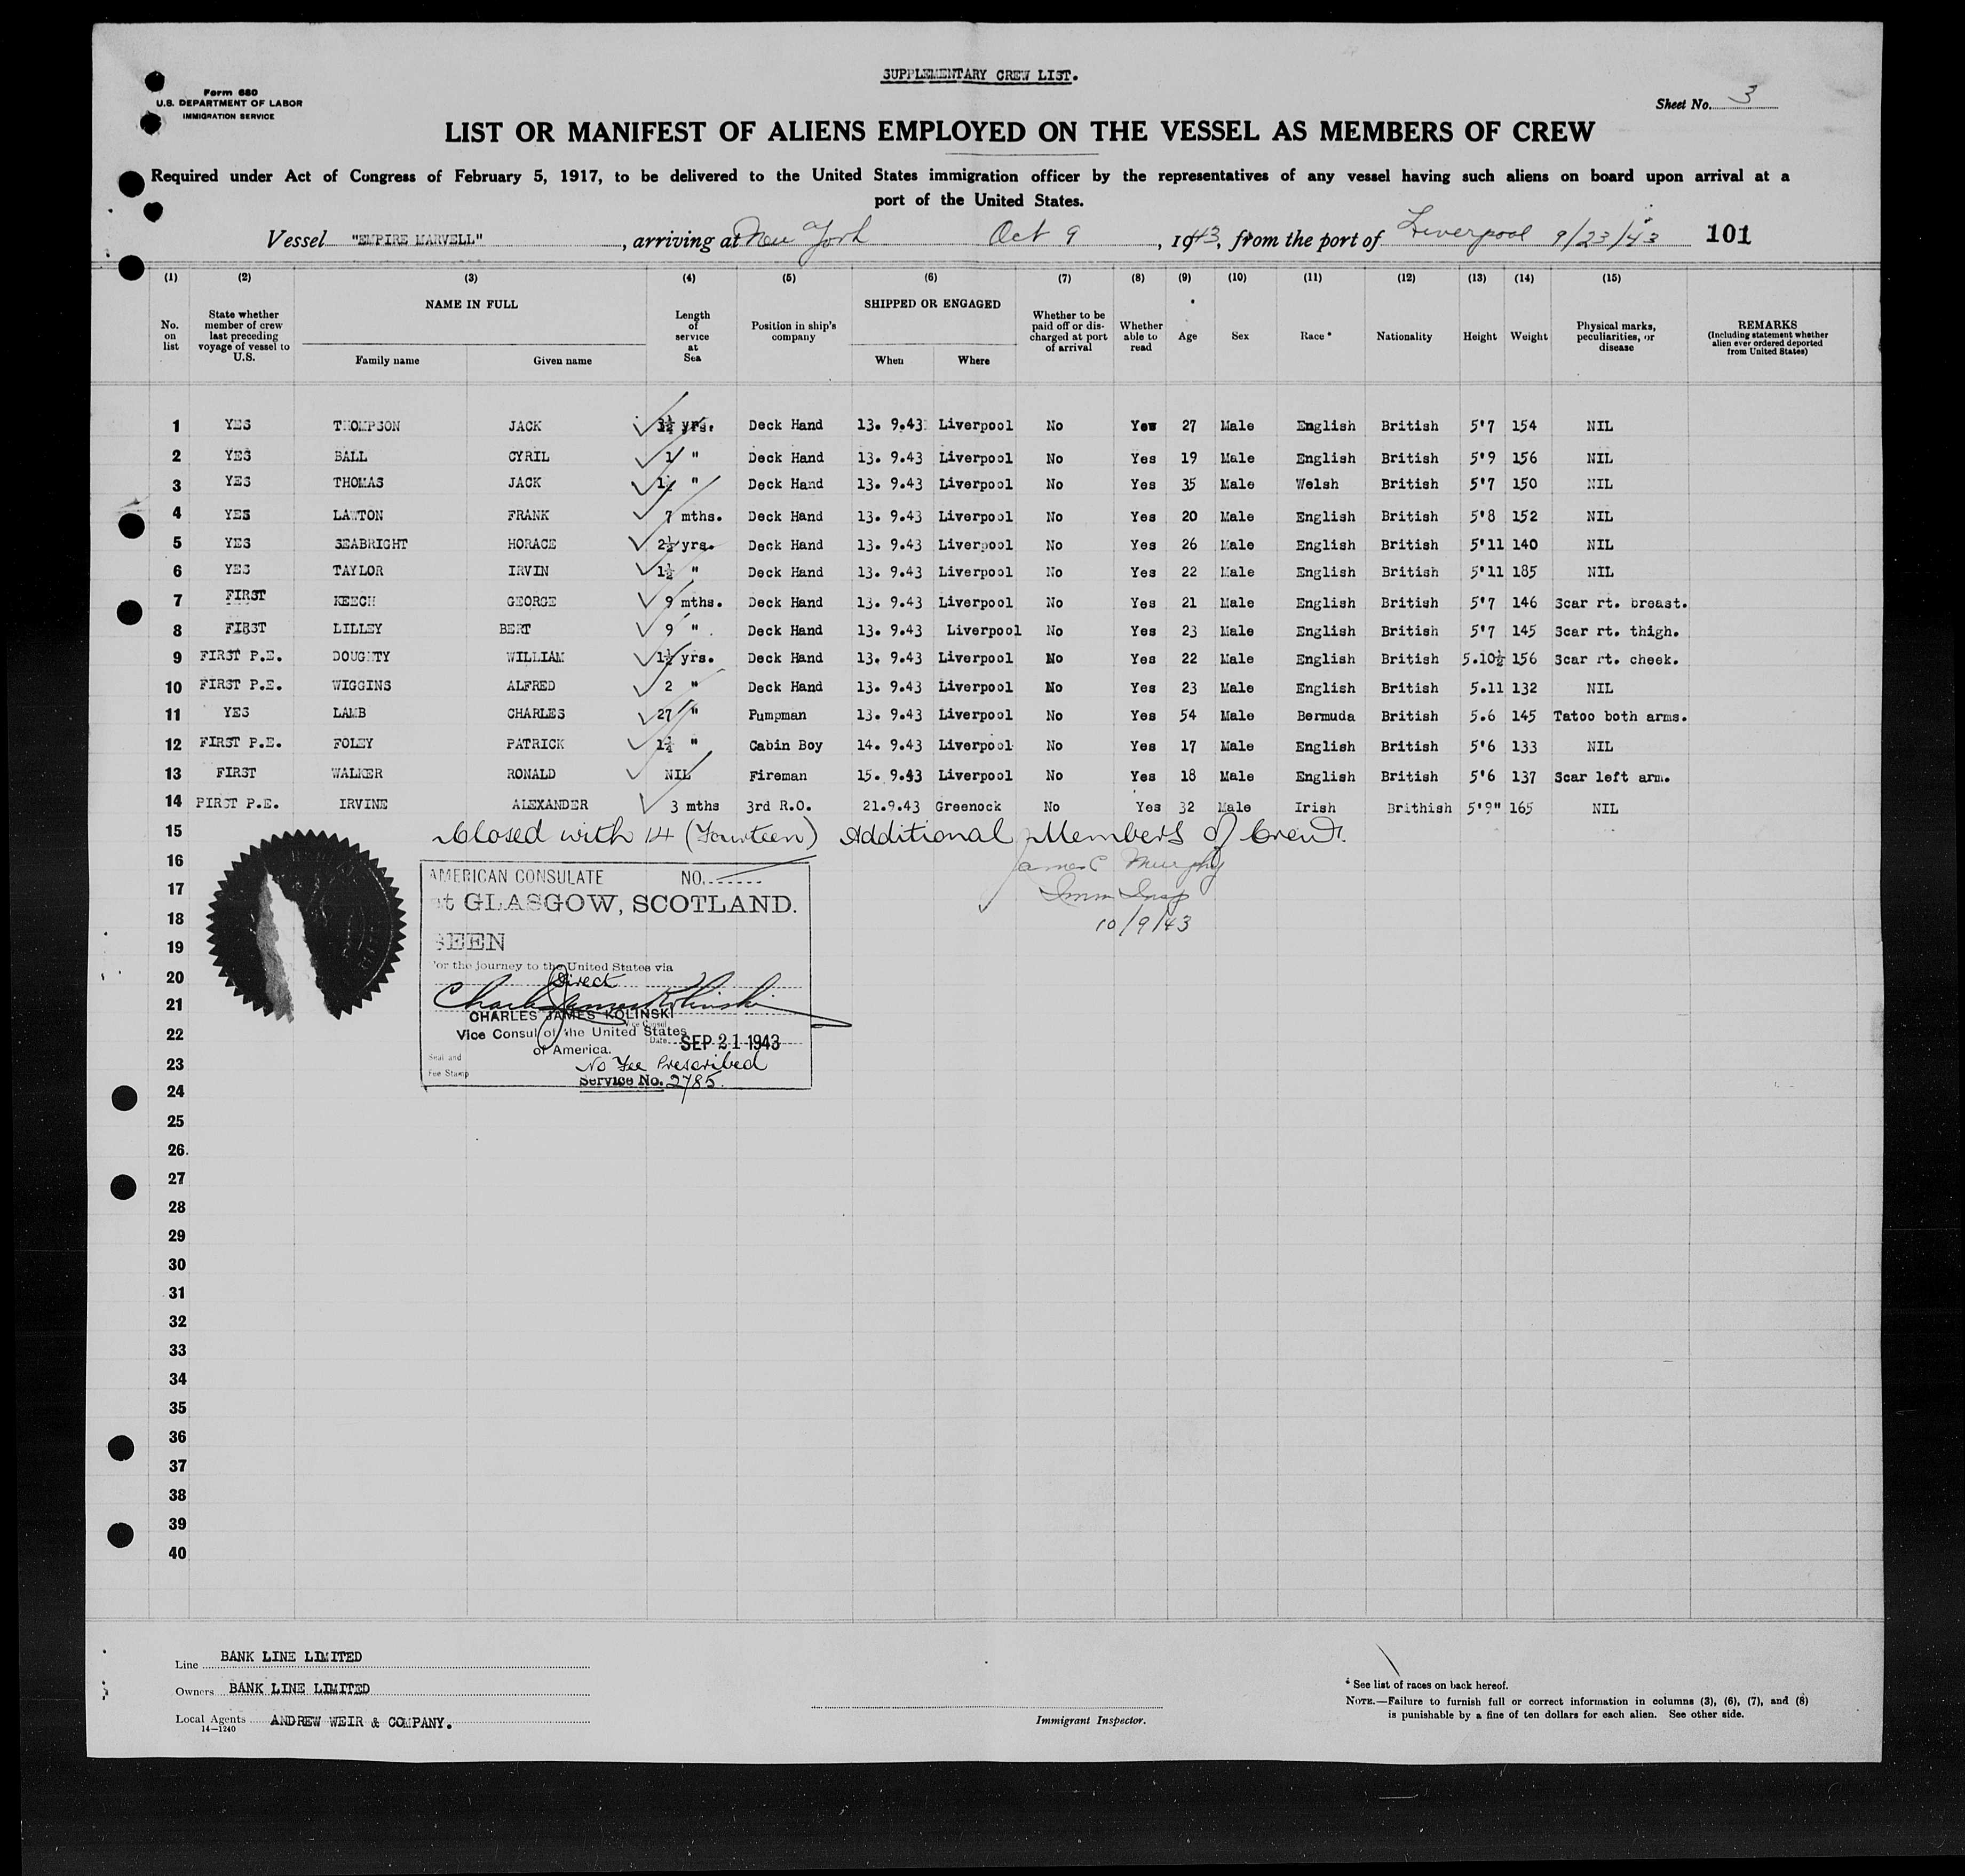 SUPPLEMENTARY CREW LIST.
Form 680
U.S. DEPARTMENT OF LABOR
IMMIGRATION SERVICE
Sheet No. 3
LIST OR MANIFEST OF ALIENS EMPLOYED ON THE VESSEL AS MEMBERS OF CREW
Required under Act of Congress of February 5, 1917, to be delivered to the United States immigration officer by the representatives of any vessel having such aliens on board upon arrival at a
port of the United States.
Vessel "EMPIRE MARVELL", arriving at New York Oct 9, 1943, from the port of Liverpool 9/23/43 101
(1) (2) (3) (4) (5) (6) (7) (8) (9) (10) (11) (12) (13) (14) (15)
No. on list State whether member of crew last preceding voyage of vessel to U.S. NAME IN FULL Family name Given name Length of service at Sea Position in ship's company SHIPPED OR ENGAGED When Where Whether to be paid off or discharged at port of arrival Whether able to read Age Sex Race* Nationality Height Weight Physical marks, peculiarities, or disease REMARKS (Including statement whether alien ever ordered deported from United States)
1 YES THOMPSON JACK yrs. Deck Hand 13. 9.43 Liverpool No Yes 27 Male English British 5'7 154 NIL
2 YES BALL CYRIL 1 " Deck Hand 13. 9.43 Liverpool No Yes 19 Male English British 5'9 156 NIL
3 YES THOMAS JACK " Deck Hand 13. 9.43 Liverpool No Yes 35 Male Welsh British 5'7 150 NIL
4 YES LAWTON FRANK 7 mths. Deck Hand 13. 9.43 Liverpool No Yes 20 Male English British 5'8 152 NIL
5 YES SEABRIGHT HORACE 2½ yrs. Deck Hand 13. 9.43 Liverpool No Yes 26 Male English British 5'11 140 NIL
6 YES TAYLOR IRVIN 1½ " Deck Hand 13. 9.43 Liverpool No Yes 22 Male English British 5'11 185 NIL
7 FIRST KEECH GEORGE 9 mths. Deck Hand 13. 9.43 Liverpool No Yes 21 Male English British 5'7 146 Scar rt. breast.
8 FIRST LILLEY BERT 9 " . Deck Hand 13. 9.43 Liverpool No Yes 23 Male English British 5'7 145 Scar rt. thigh.
9 FIRST P.E. DOUGHTY WILLIAM 1½ yrs. Deck Hand 13. 9.43 Liverpool No Yes 22 Male English British 5.10½ 156 Scar rt. cheek.
10 FIRST P.E. WIGGINS ALFRED 2 " Deck Hand 13. 9.43 Liverpool No Yes 23 Male English British 5.11 132 NIL
11 YES LAMB CHARLES 27 " Pumpman 13. 9.43 Liverpool No Yes 54 Male Bermuda British 5.6 145 Tatoo both arms.
12 FIRST P.E. FOLEY PATRICK " Cabin Boy 14. 9.43 Liverpool No Yes 17 Male English British 5'6 133 NIL
13 FIRST WALKER RONALD NIL Fireman 15. 9.43 Liverpool No Yes 18 Male English British 5'6 137 Scar left arm.
14 FIRST P.E. IRVINE ALEXANDER 3 mths 3rd R.O. 21.9.43 Greenock No Yes 32 Male Irish Brithish 5'9" 165 NIL
15 Closed with 14 (Fourteen) Additional Members of Crew.
16 James C Murphy
17 Imm Insp
18 10/9/43
AMERICAN CONSULATE NO.
at GLASGOW, SCOTLAND.
SEEN
For the journey to the United States via
Direct
Charles James Kolinski
CHARLES JAMES KOLINSKI
Vice Consul
Vice Consul of the United States
of America.
Date SEP 21 1943
Seal and
Fee Stamp
No Fee Prescribed
Service No. 2785.
19
20
21
22
23
24
25
26.
27
28
29
30
31
32
33
34
35
36
37
38
39
40
Line BANK LINE LIMITED
Owners BANK LINE LIMITED
Local Agents ANDREW WEIR & COMPANY.
14—1240
Immigrant Inspector.
* See list of races on back hereof.
NOTE.—Failure to furnish full or correct information in columns (3), (6), (7), and (8)
is punishable by a fine of ten dollars for each alien. See other side.